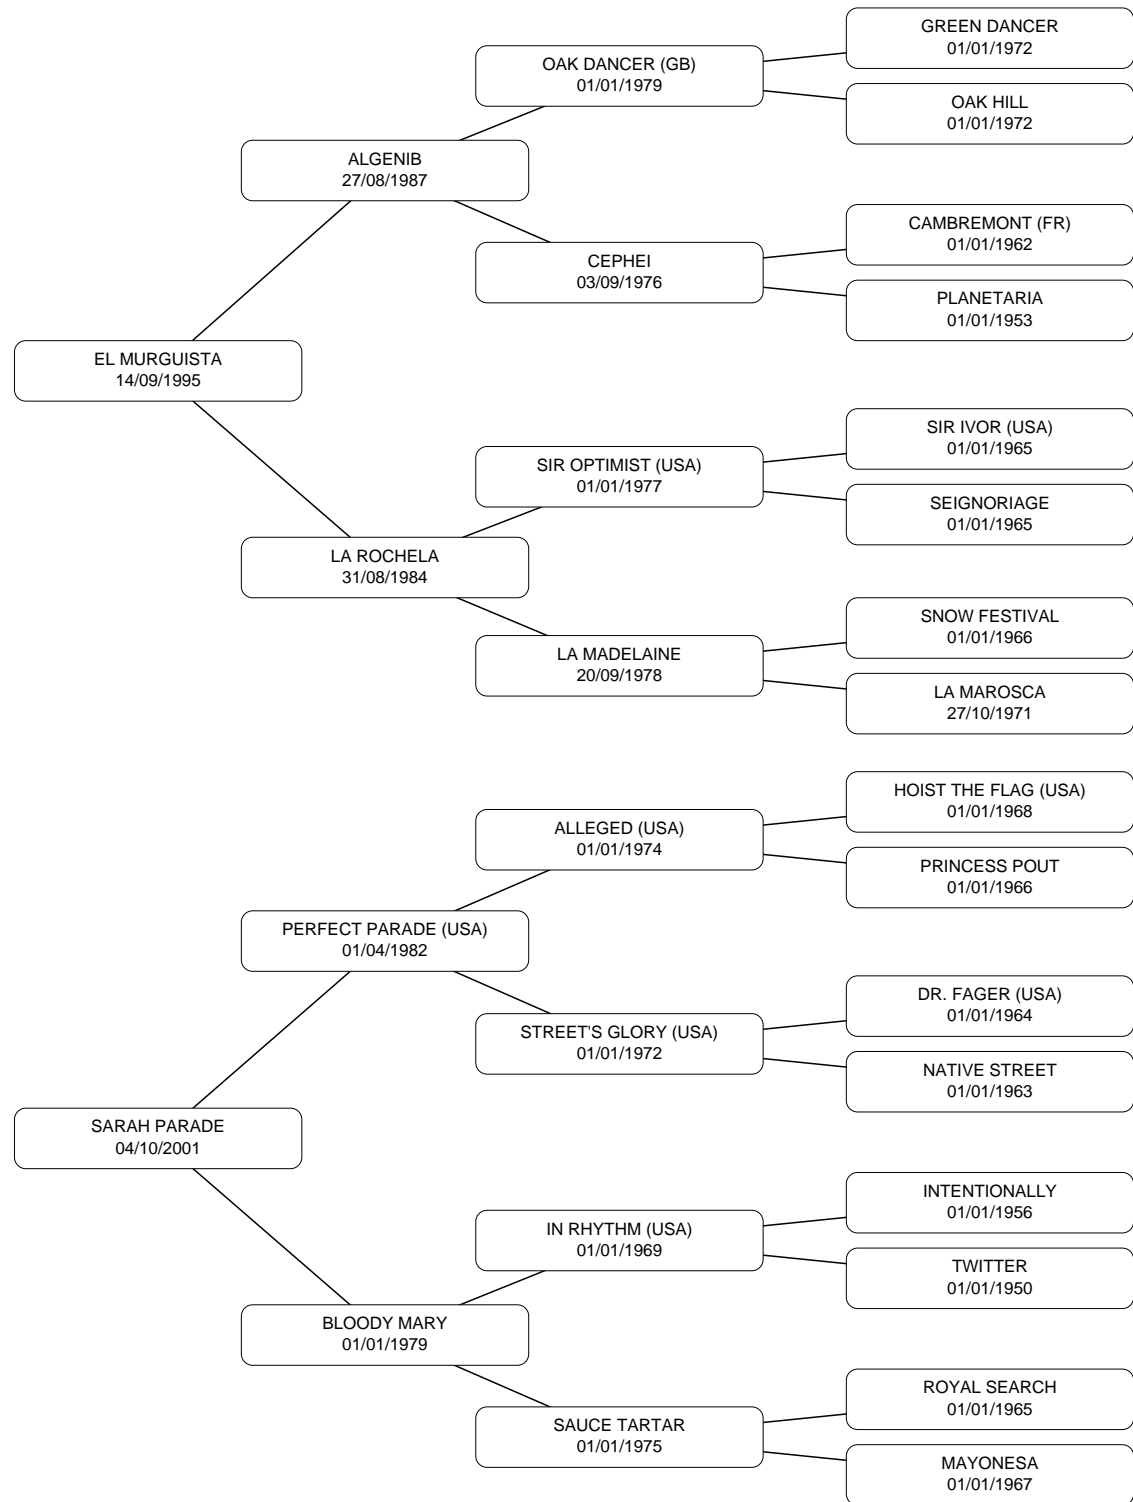 GREEN DANCER
01/01/1972
OAK DANCER (GB)
01/01/1979
OAK HILL
01/01/1972
ALGENIB
27/08/1987
CAMBREMONT (FR)
01/01/1962
CEPHEI
03/09/1976
PLANETARIA
01/01/1953
EL MURGUISTA
14/09/1995
SIR IVOR (USA)
01/01/1965
SIR OPTIMIST (USA)
01/01/1977
SEIGNORIAGE
01/01/1965
LA ROCHELA
31/08/1984
SNOW FESTIVAL
01/01/1966
LA MADELAINE
20/09/1978
LA MAROSCA
27/10/1971
HOIST THE FLAG (USA)
01/01/1968
ALLEGED (USA)
01/01/1974
PRINCESS POUT
01/01/1966
PERFECT PARADE (USA)
01/04/1982
DR. FAGER (USA)
01/01/1964
STREET'S GLORY (USA)
01/01/1972
NATIVE STREET
01/01/1963
SARAH PARADE
04/10/2001
INTENTIONALLY
01/01/1956
IN RHYTHM (USA)
01/01/1969
TWITTER
01/01/1950
BLOODY MARY
01/01/1979
ROYAL SEARCH
01/01/1965
SAUCE TARTAR
01/01/1975
MAYONESA
01/01/1967